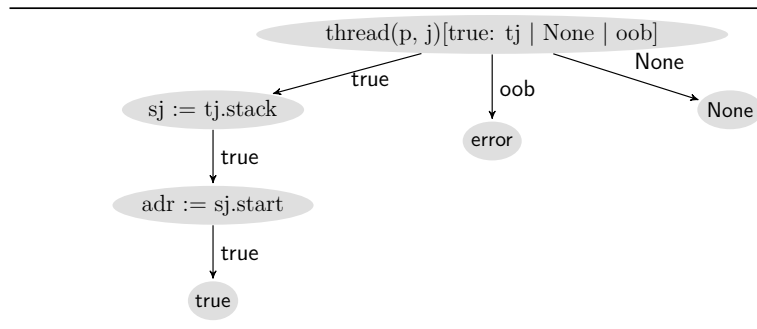 thread(p, j)[true: tj | None | oob]
true
oob
None
sj := tj.stack
error
None
true
adr := sj.start
true
true